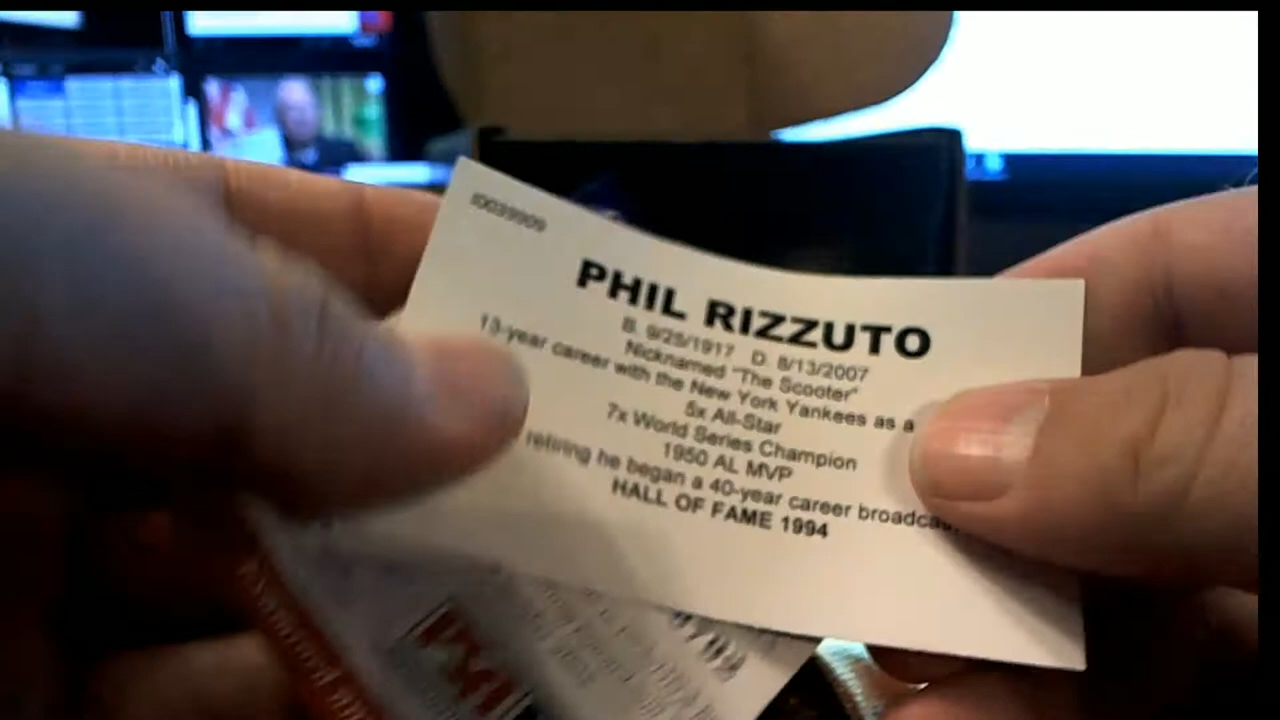 PHIL RIZZUTO
B. 9/25/1917 D. 8/13/2007
Nicknamed "The Scooter"
13-year career with the New York Yankees as a
5x All-Star
7x World Series Champion
1950 AL MVP
retiring he began a 40-year career
HALL OF FAME 1994